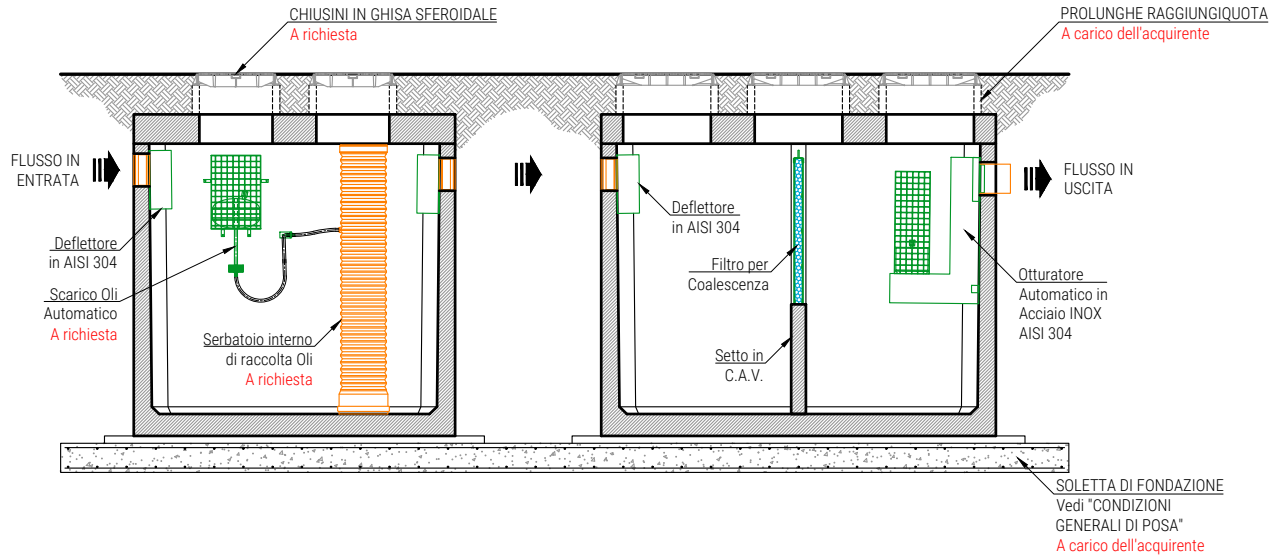 CHIUSINI IN GHISA SFEROIDALE
A richiesta
PROLUNGHE RAGGIUNGIQUOTA
A carico dell'acquirente
FLUSSO IN
ENTRATA
Deflettore
in AISI 304
Scarico Oli
Automatico
A richiesta
Serbatoio interno
di raccolta Oli
A richiesta
Deflettore
in AISI 304
Filtro per
Coalescenza
Setto in
C.A.V.
FLUSSO IN
USCITA
Otturatore
Automatico in
Acciaio INOX
AISI 304
SOLETTA DI FONDAZIONE
Vedi "CONDIZIONI
GENERALI DI POSA"
A carico dell'acquirente